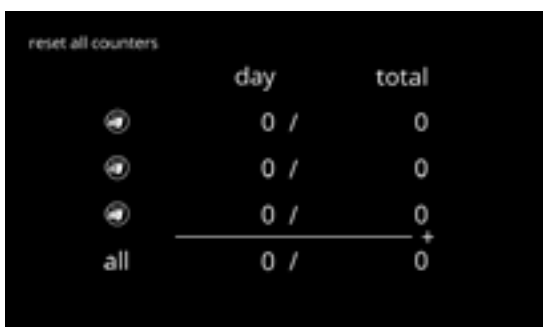 reset all counters
day total
0 / 0
0 / 0
0 / 0
+
all 0 / 0